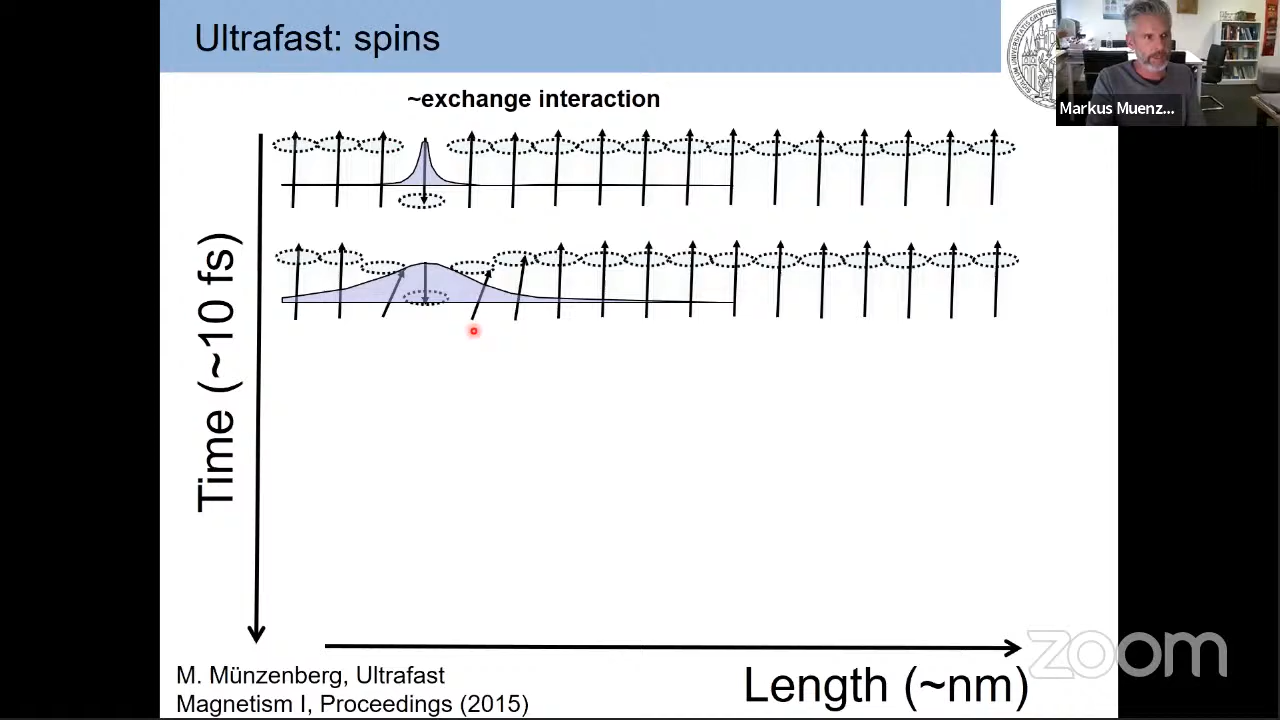 Ultrafast: spins
Markus Muenz...
~exchange interaction
Time (~10 fs)
Length (~nm)
M. Münzenberg, Ultrafast
Magnetism I, Proceedings (2015)
zoom